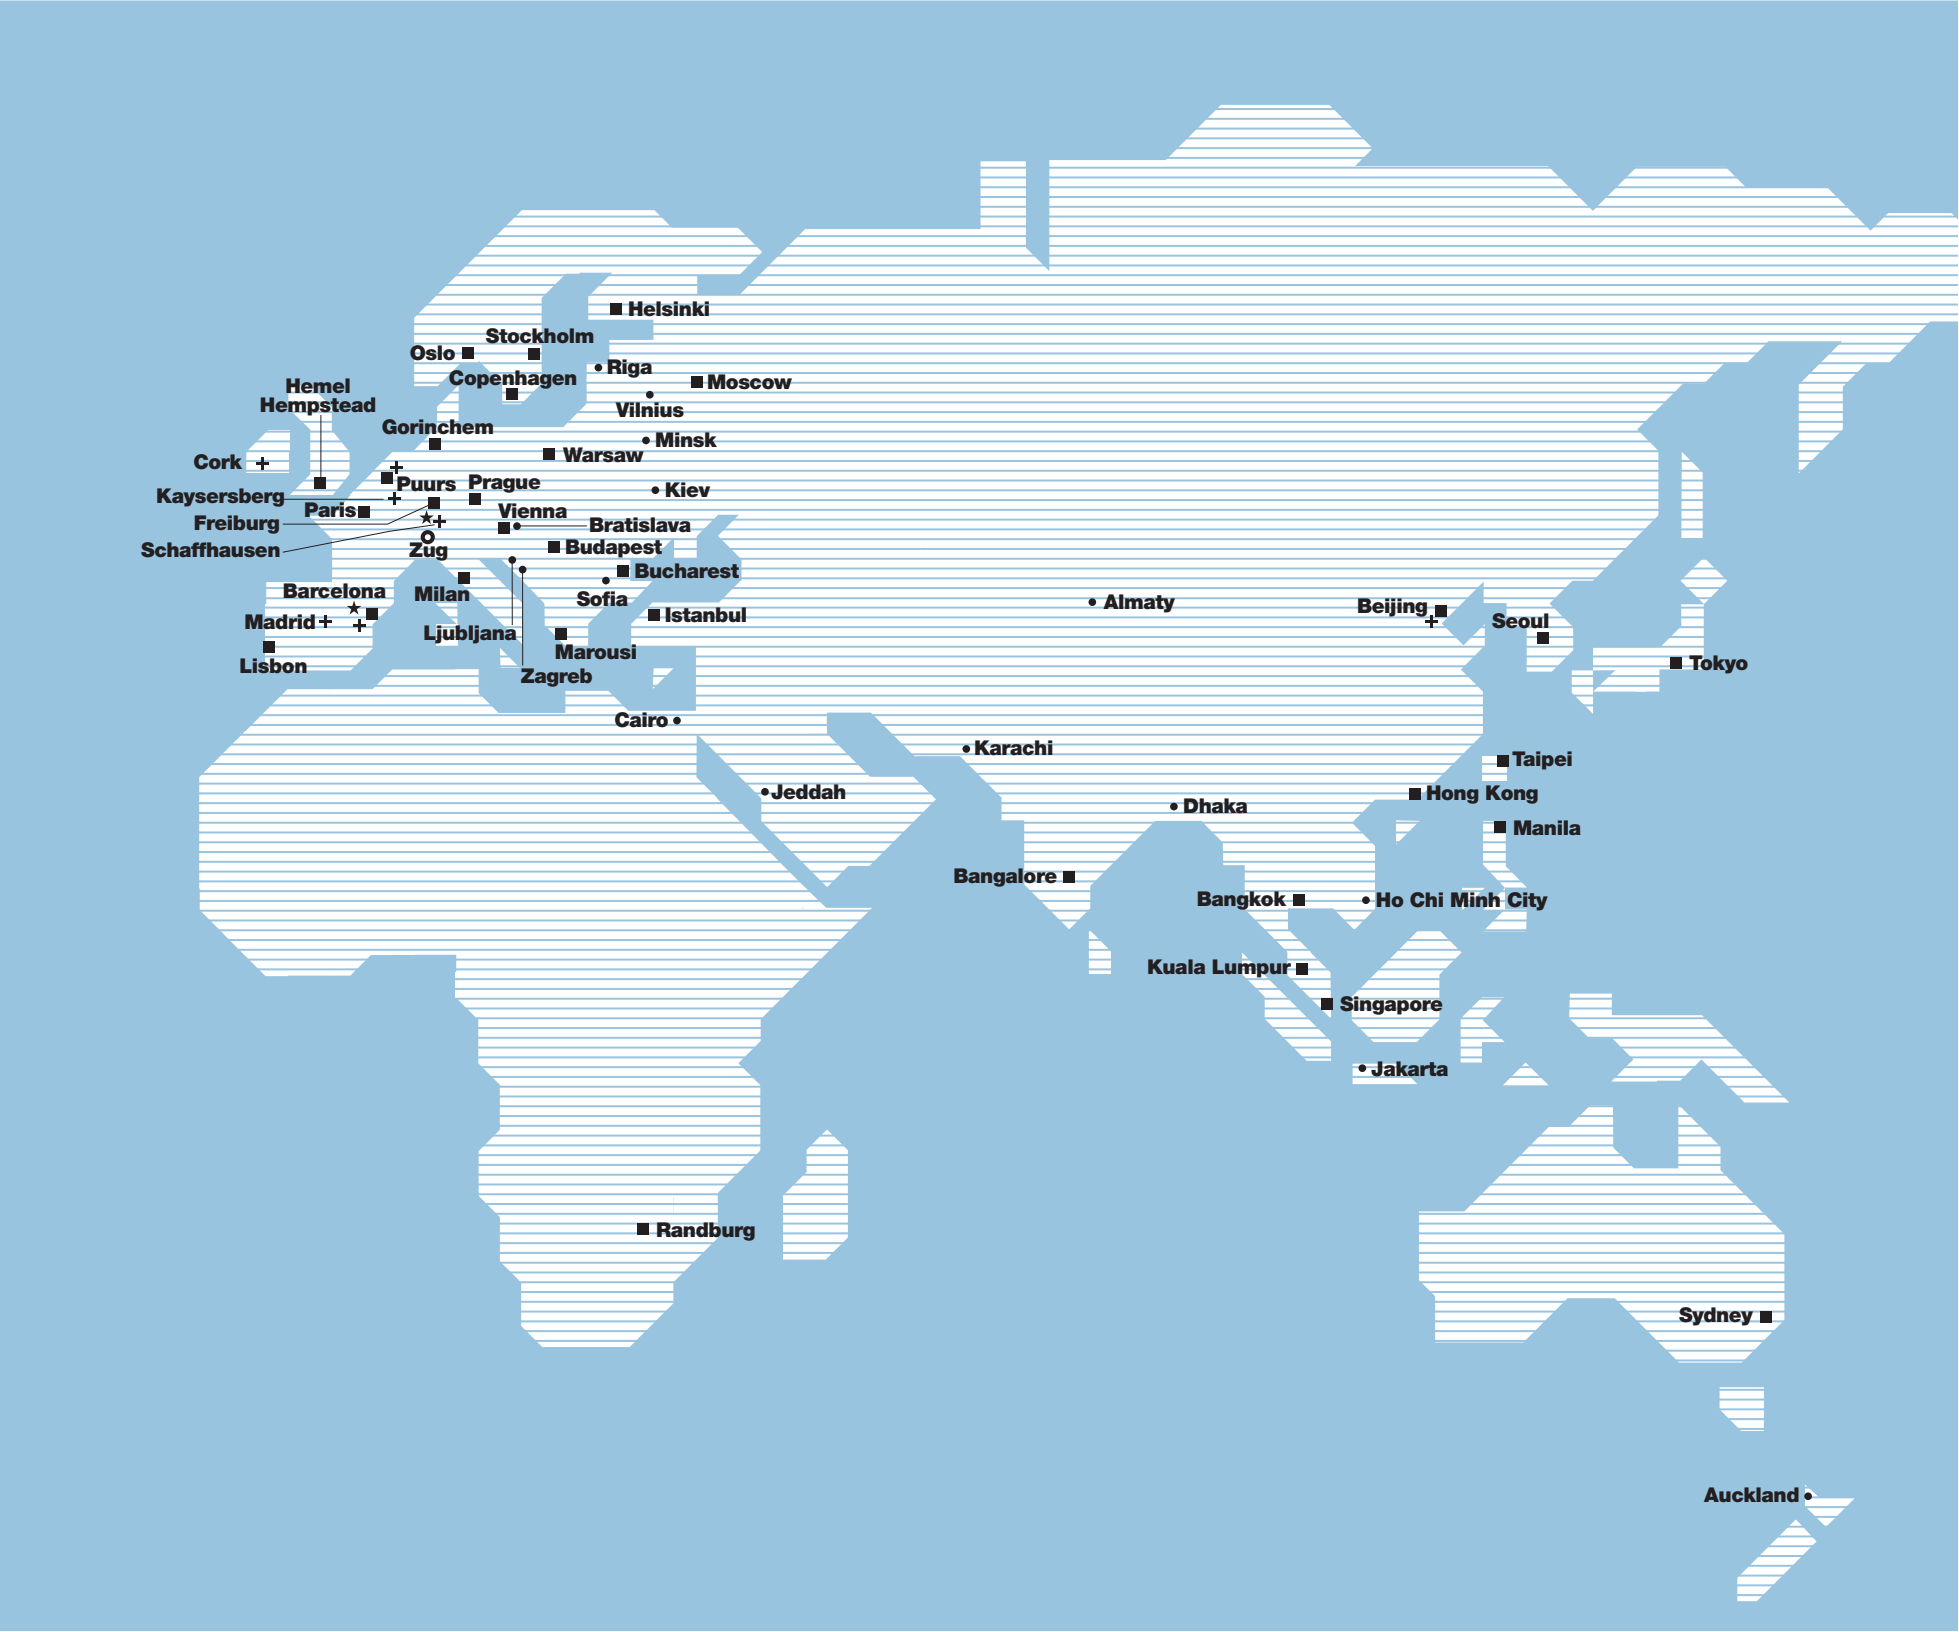 Helsinki
Stockholm
Oslo
Riga
Copenhagen
Moscow
Hemel
Hempstead
Vilnius
Gorinchem
Minsk
Warsaw
Cork
Puurs
Prague
Kiev
Kaysersberg
Paris
Vienna
Freiburg
Bratislava
Schaffhausen
Zug
Budapest
Bucharest
Barcelona
Milan
Sofia
Almaty
Beijing
Madrid
Istanbul
Seoul
Ljubljana
Marousi
Lisbon
Tokyo
Zagreb
Cairo
Karachi
Taipei
Jeddah
Hong Kong
Dhaka
Manila
Bangalore
Bangkok
Ho Chi Minh City
Kuala Lumpur
Singapore
Jakarta
Randburg
Sydney
Auckland